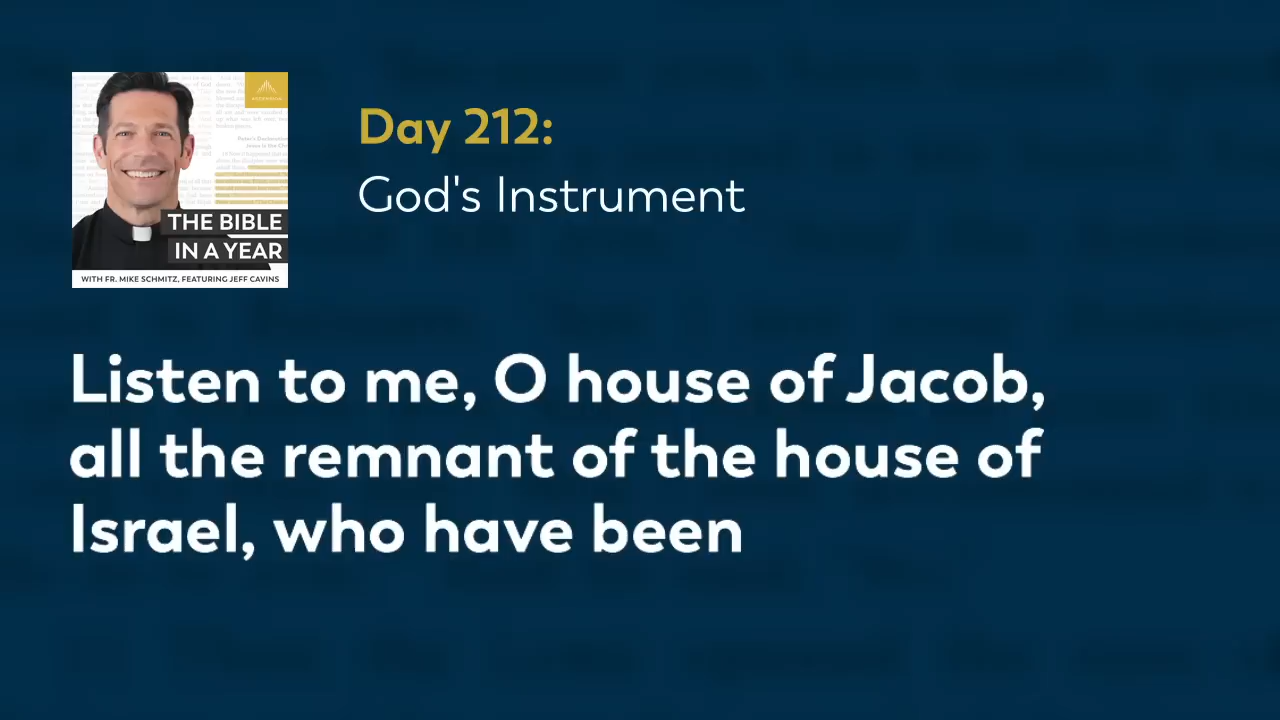 Day 212:
God's Instrument
THE BIBLE
IN A YEAR
WITH FR. MIKE SCHMITZ, FEATURING JEFF CAVINS
Listen to me, O house of Jacob,
all the remnant of the house of
Israel, who have been